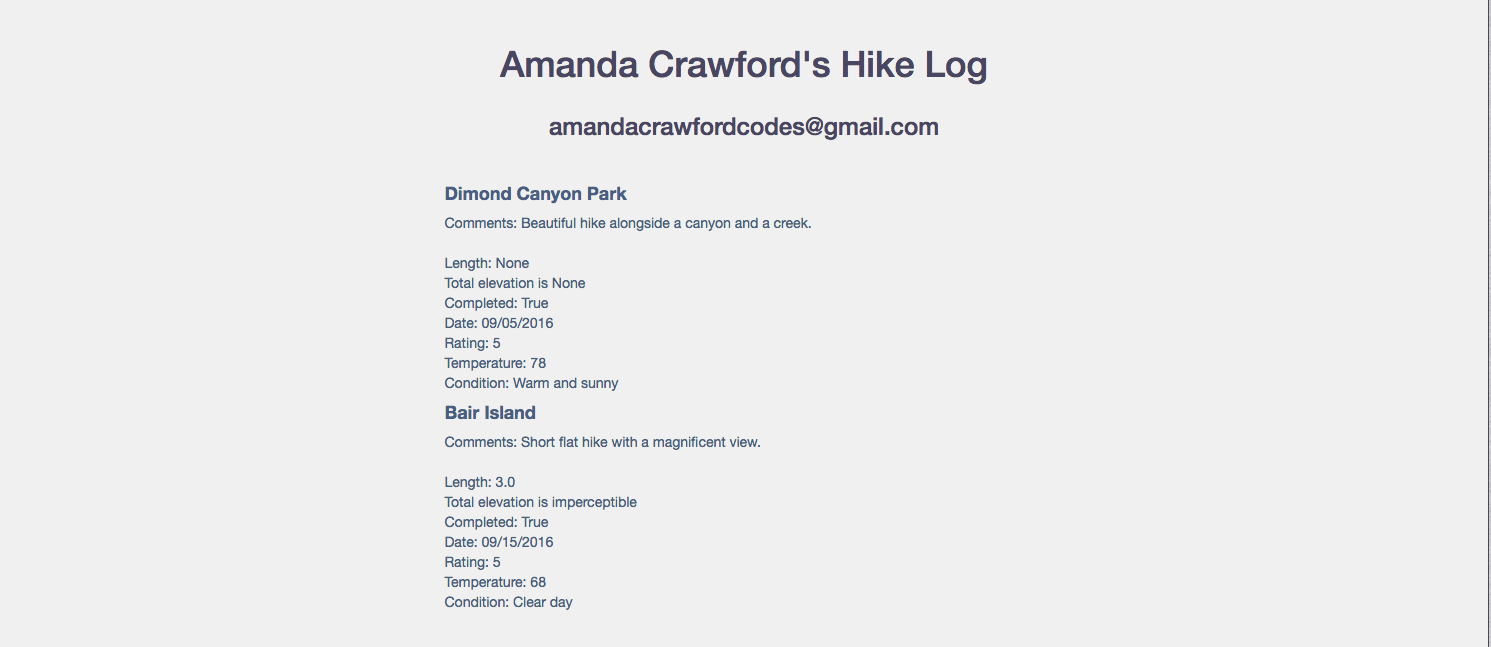 Amanda Crawford's Hike Log
amandacrawfordcodes@gmail.com
Dimond Canyon Park
Comments: Beautiful hike alongside a canyon and a creek.
Length: None
Total elevation is None
Completed: True
Date: 09/05/2016
Rating: 5
Temperature: 78
Condition: Warm and sunny
Bair Island
Comments: Short flat hike with a magnificent view.
Length: 3.0
Total elevation is imperceptible
Completed: True
Date: 09/15/2016
Rating: 5
Temperature: 68
Condition: Clear day